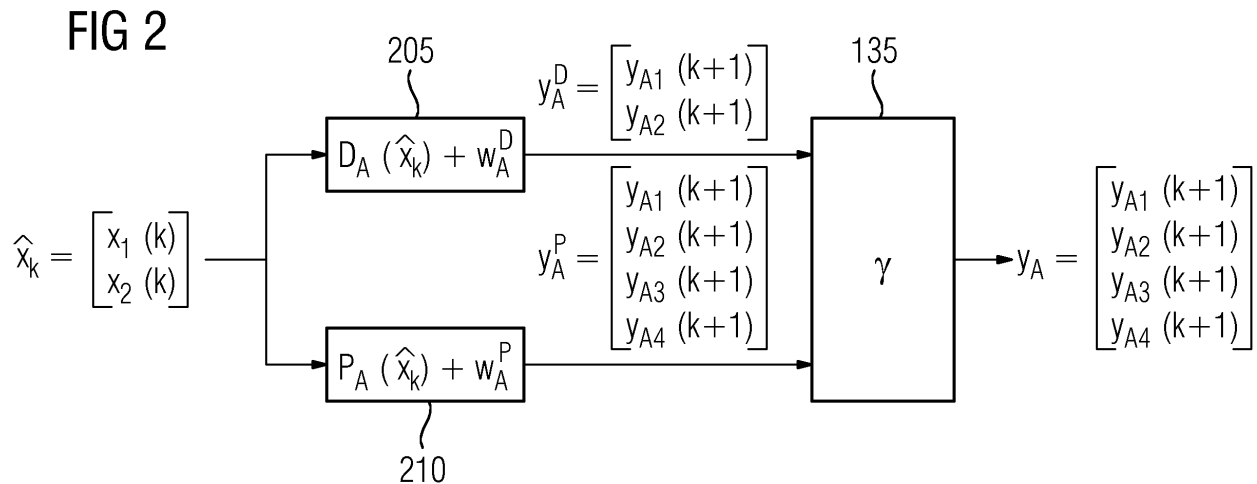 FIG 2
205
135
y_A^D = [y_A1 (k+1)
y_A2 (k+1)]
D_A (x̂_k) + w_A^D
x̂_k = [x_1 (k)
x_2 (k)]
y_A^P = [y_A1 (k+1)
y_A2 (k+1)
y_A3 (k+1)
y_A4 (k+1)]
γ
y_A = [y_A1 (k+1)
y_A2 (k+1)
y_A3 (k+1)
y_A4 (k+1)]
P_A (x̂_k) + w_A^P
210